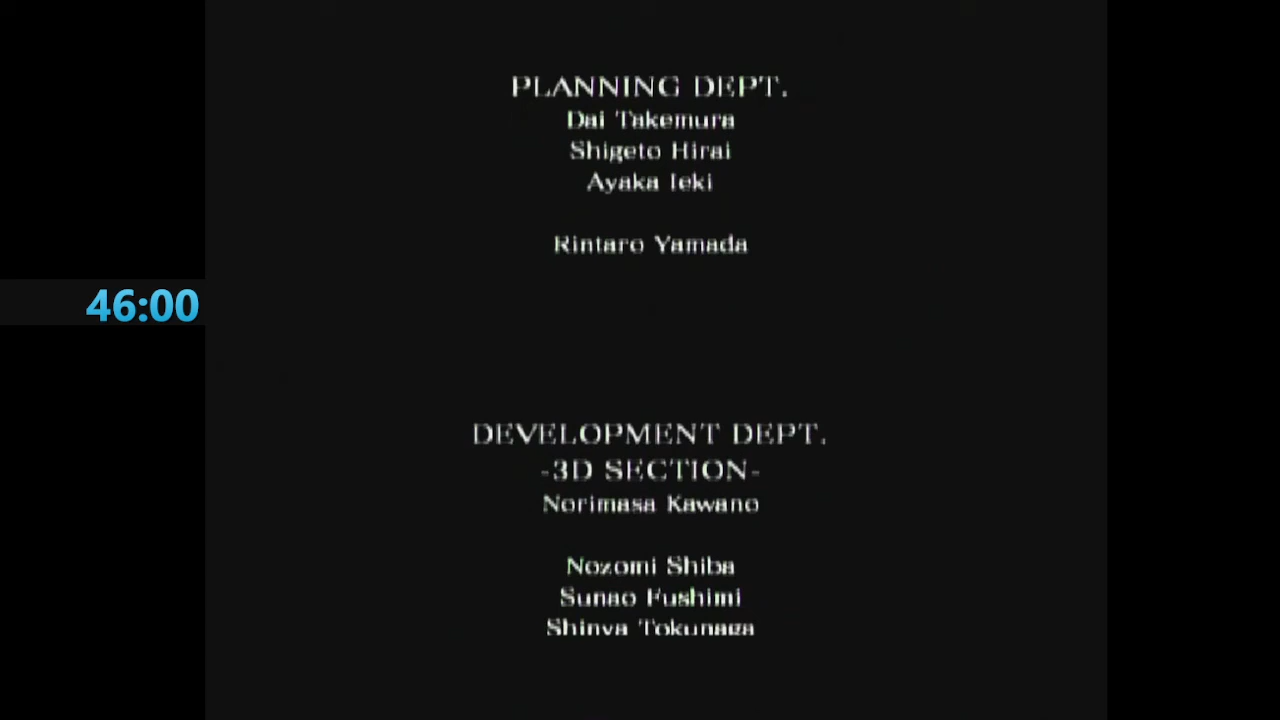 PLANNING DEPT.
Dai Takemura
Shigeto Hirai
Ayaka Ieki
Rintaro Yamada
46:00
DEVELOPMENT DEPT.
-3D SECTION-
Norimasa Kawano
Nozomi Shiba
Sunao Fushimi
Shinya Tokunaga